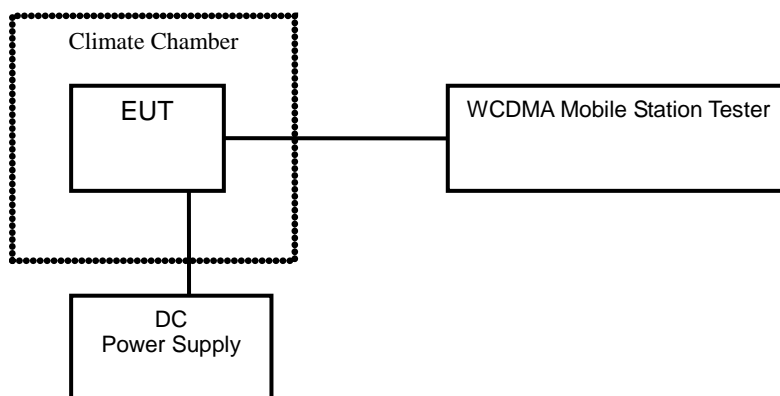 Climate Chamber
EUT
WCDMA Mobile Station Tester
DC
Power Supply